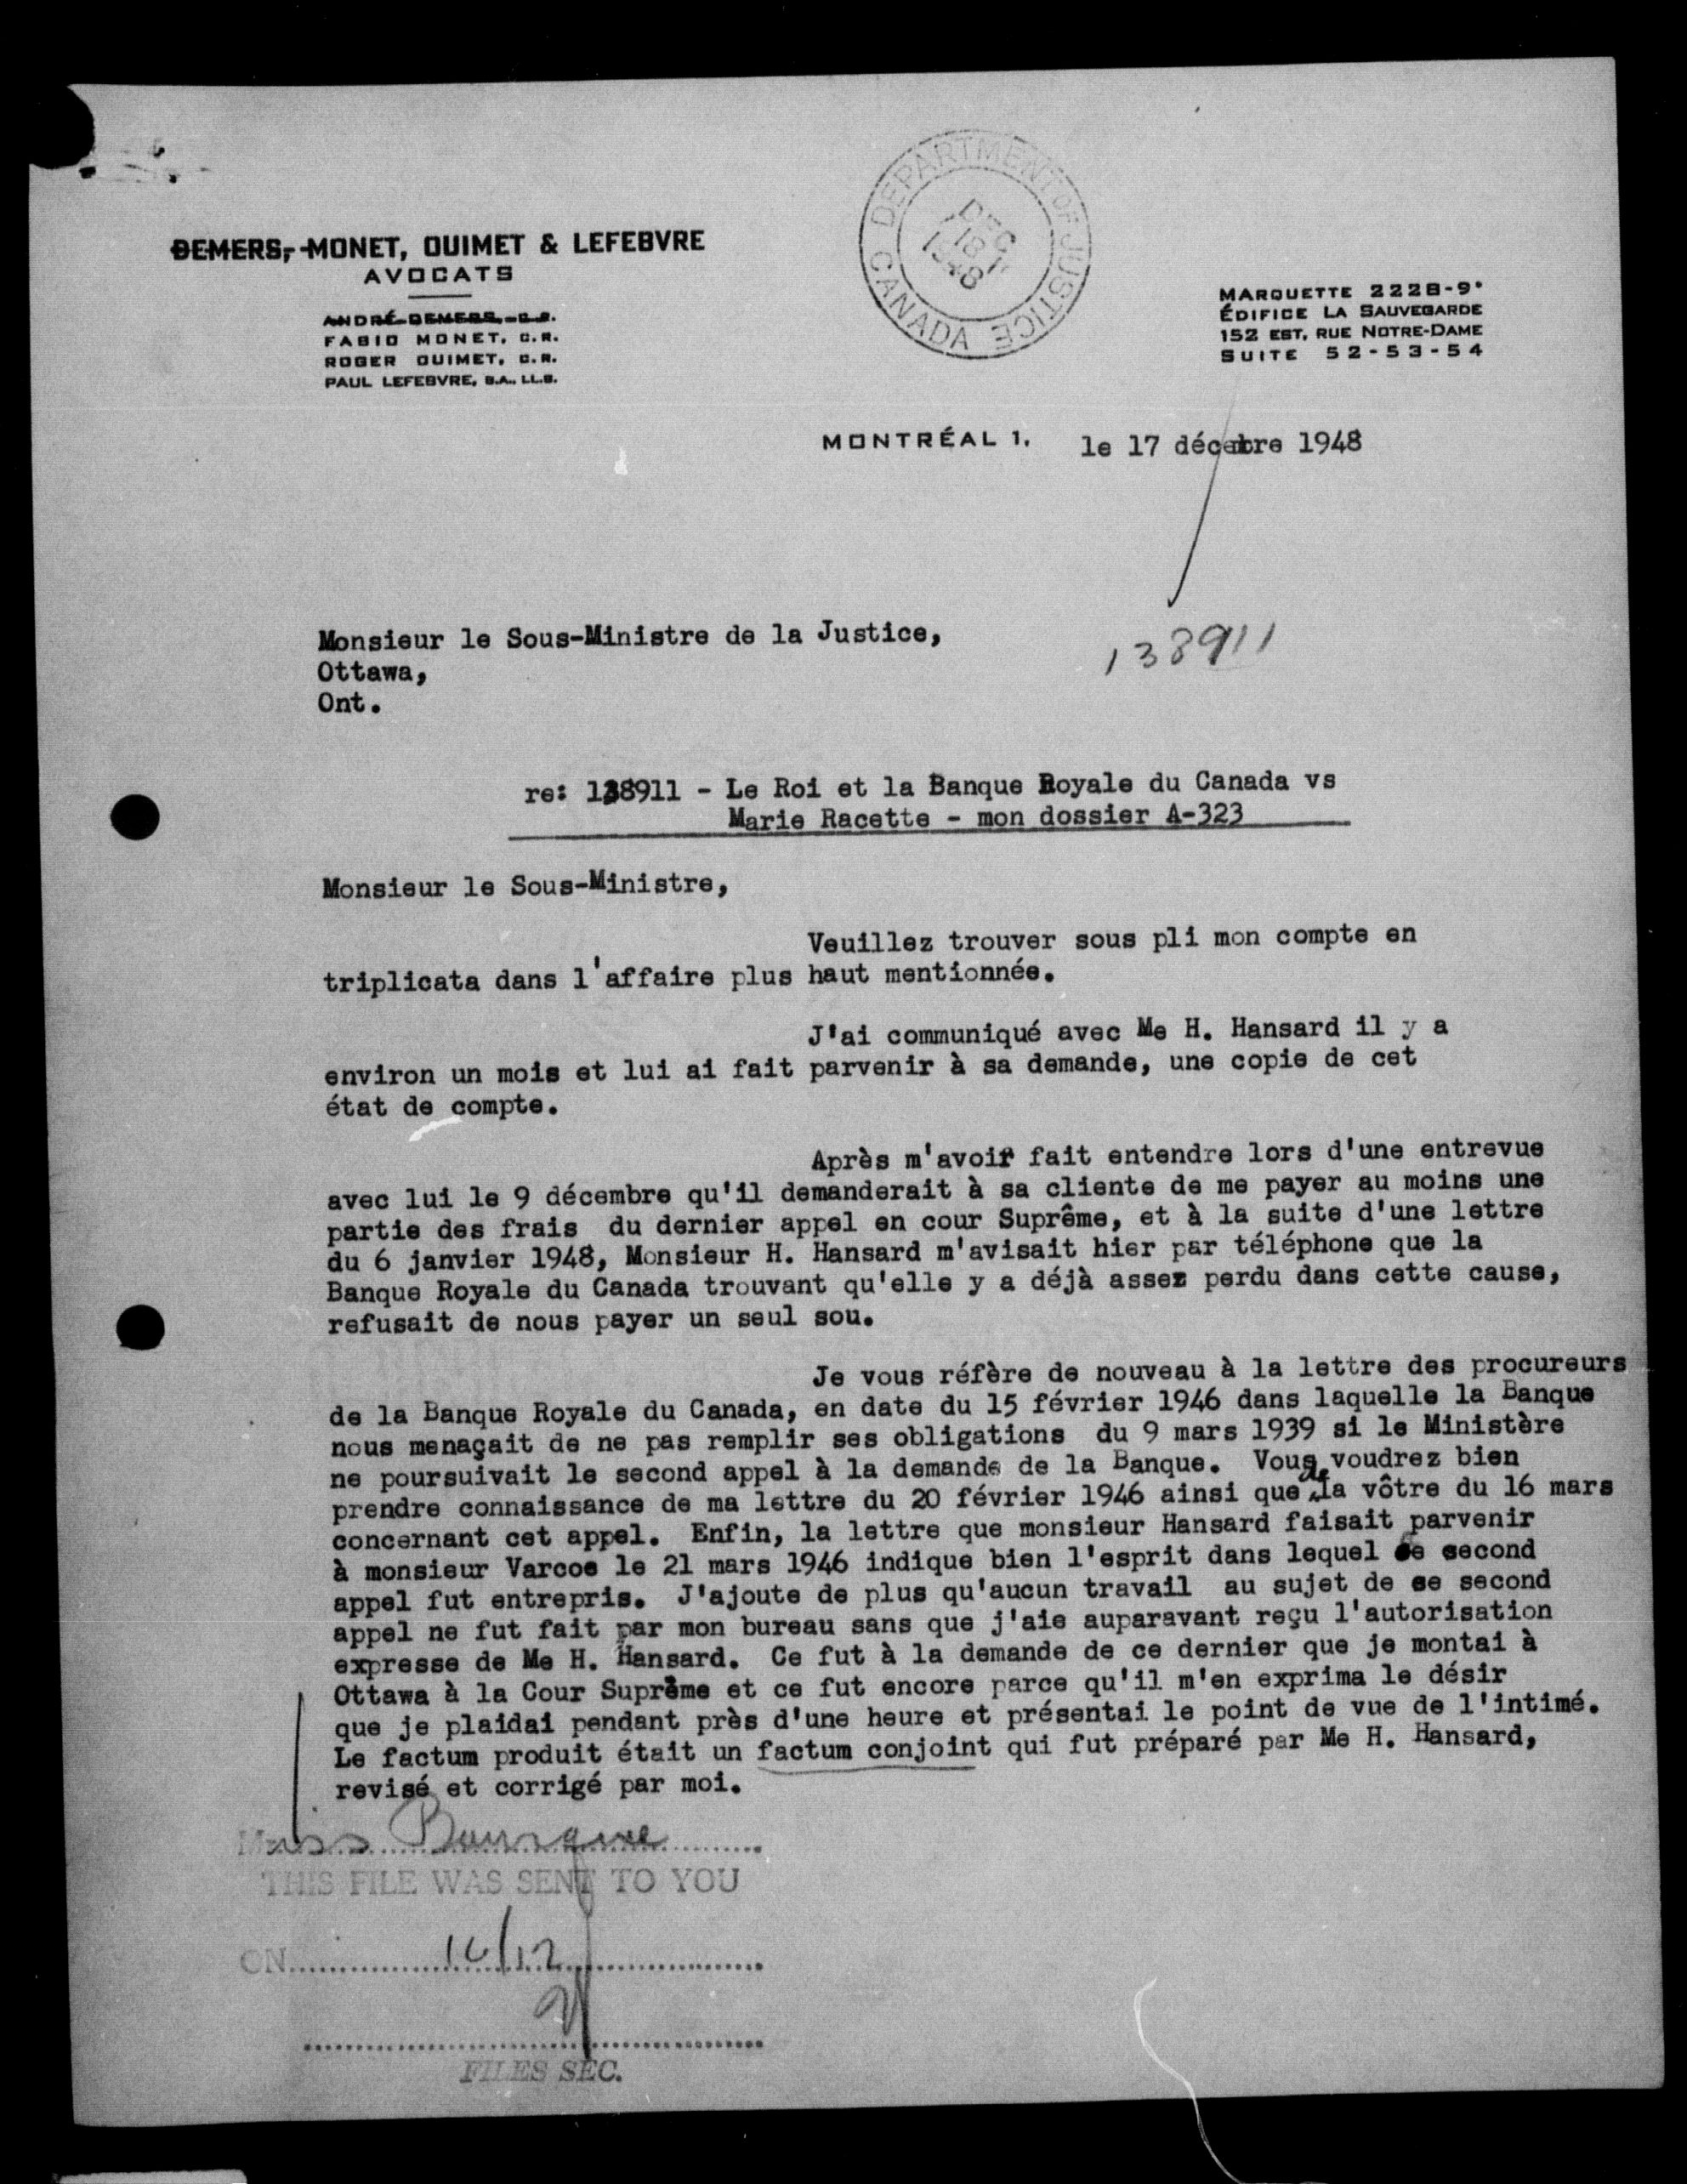 DEMERS, MONET, OUIMET & LEFEBVRE
AVOCATS
ANDRÉ DEMERS, C.R.
FABIO MONET, C.R.
ROGER OUIMET, C.R.
PAUL LEFEBVRE, B.A., LL.B.
DEPARTMENT OF JUSTICE CANADA
DEC
18
1948
MARQUETTE 2228-9
ÉDIFICE LA SAUVEGARDE
152 EST, RUE NOTRE-DAME
SUITE 52-53-54
MONTRÉAL 1, le 17 décembre 1948
Monsieur le Sous-Ministre de la Justice,
Ottawa,
Ont.
138911
re: 138911 - Le Roi et la Banque Royale du Canada vs
Marie Racette - mon dossier A-323
Monsieur le Sous-Ministre,
Veuillez trouver sous pli mon compte en
triplicata dans l'affaire plus haut mentionnée.
J'ai communiqué avec Me H. Hansard il y a
environ un mois et lui ai fait parvenir à sa demande, une copie de cet
état de compte.
Après m'avoir fait entendre lors d'une entrevue
avec lui le 9 décembre qu'il demanderait à sa cliente de me payer au moins une
partie des frais du dernier appel en cour Suprême, et à la suite d'une lettre
du 6 janvier 1948, Monsieur H. Hansard m'avisait hier par téléphone que la
Banque Royale du Canada trouvant qu'elle y a déjà assez perdu dans cette cause,
refusait de nous payer un seul sou.
Je vous réfère de nouveau à la lettre des procureurs
de la Banque Royale du Canada, en date du 15 février 1946 dans laquelle la Banque
nous menaçait de ne pas remplir ses obligations du 9 mars 1939 si le Ministère
ne poursuivait le second appel à la demande de la Banque. Vous voudrez bien
prendre connaissance de ma lettre du 20 février 1946 ainsi que de la vôtre du 16 mars
concernant cet appel. Enfin, la lettre que monsieur Hansard faisait parvenir
à monsieur Varcoe le 21 mars 1946 indique bien l'esprit dans lequel ce second
appel fut entrepris. J'ajoute de plus qu'aucun travail au sujet de ce second
appel ne fut fait par mon bureau sans que j'aie auparavant reçu l'autorisation
expresse de Me H. Hansard. Ce fut à la demande de ce dernier que je montai à
Ottawa à la Cour Suprême et ce fut encore parce qu'il m'en exprima le désir
que je plaidai pendant près d'une heure et présentai le point de vue de l'intimé.
Le factum produit était un factum conjoint qui fut préparé par Me H. Hansard,
revisé et corrigé par moi.
Miss Bourque
THIS FILE WAS SENT TO YOU
ON 16/12
FILES SEC.